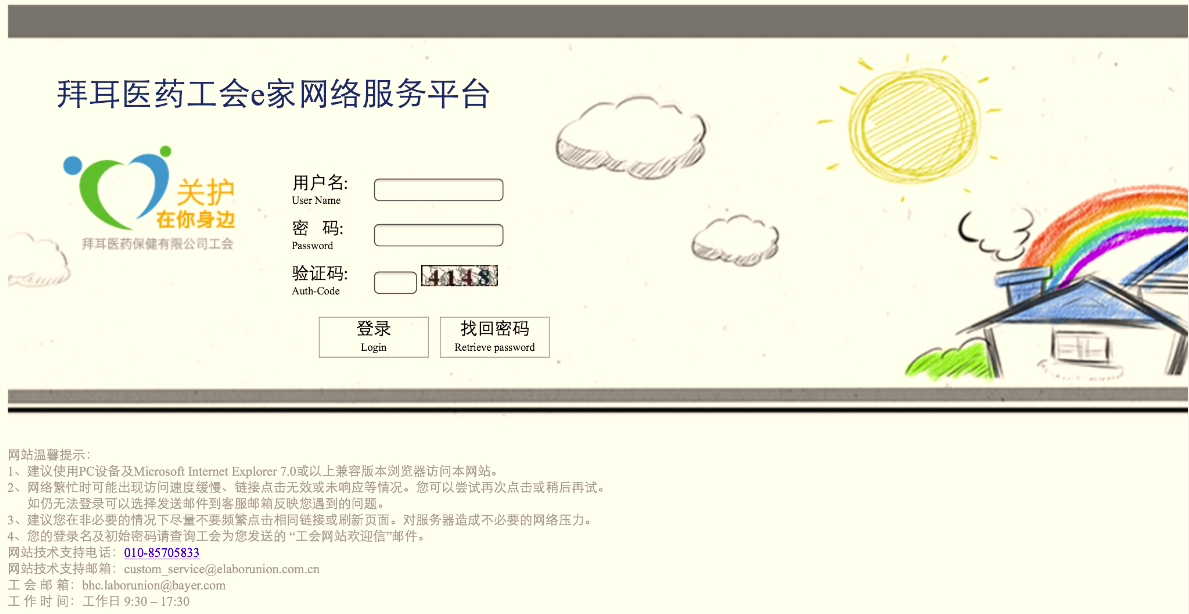 拜耳医药工会e家网络服务平台
关护
在你身边
拜耳医药保健有限公司工会
用户名:
User Name
密 码:
Password
验证码:
Auth-Code
4148
登录
Login
找回密码
Retrieve password
网站温馨提示:
1、建议使用PC设备及Microsoft Internet Explorer 7.0或以上兼容版本浏览器访问本网站。
2、网络繁忙时可能出现访问速度缓慢、链接点击无效或未响应等情况。您可以尝试再次点击或稍后再试。
如仍无法登录可以选择发送邮件到客服邮箱反映您遇到的问题。
3、建议您在非必要的情况下尽量不要频繁点击相同链接或刷新页面。对服务器造成不必要的网络压力。
4、您的登录名及初始密码请查询工会为您发送的 “工会网站欢迎信”邮件。
网站技术支持电话：010-85705833
网站技术支持邮箱：custom_service@elaborunion.com.cn
工 会 邮 箱：bhc.laborunion@bayer.com
工 作 时 间：工作日 9:30 – 17:30